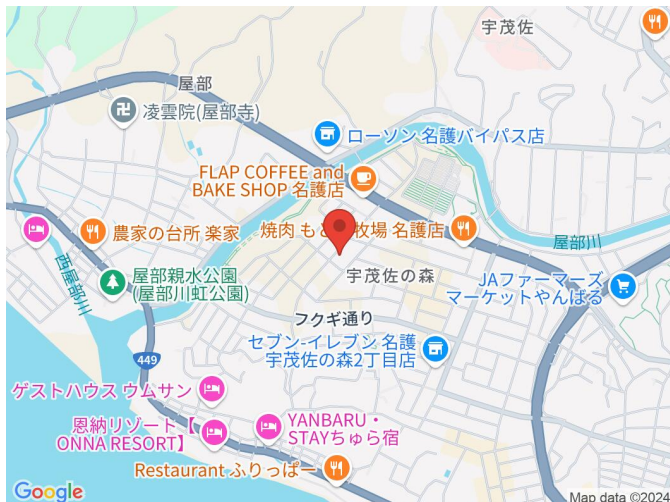 宇茂佐
屋部
凌雲院(屋部寺)
ローソン 名護バイパス店
FLAP COFFEE and
BAKE SHOP 名護店
農家の台所 楽家
焼肉 も
牧場 名護店
屋部川
西屋部川
屋部親水公園
(屋部川虹公園)
宇茂佐の森
JAファーマーズ
マーケットやんばる
フクギ通り
セブン-イレブン 名護
宇茂佐の森2丁目店
449
ゲストハウス ウムサン
恩納リゾート【
ONNA RESORT】
YANBARU・
STAYちゅら宿
Restaurant ふりっぱー
Google
Map data ©2024